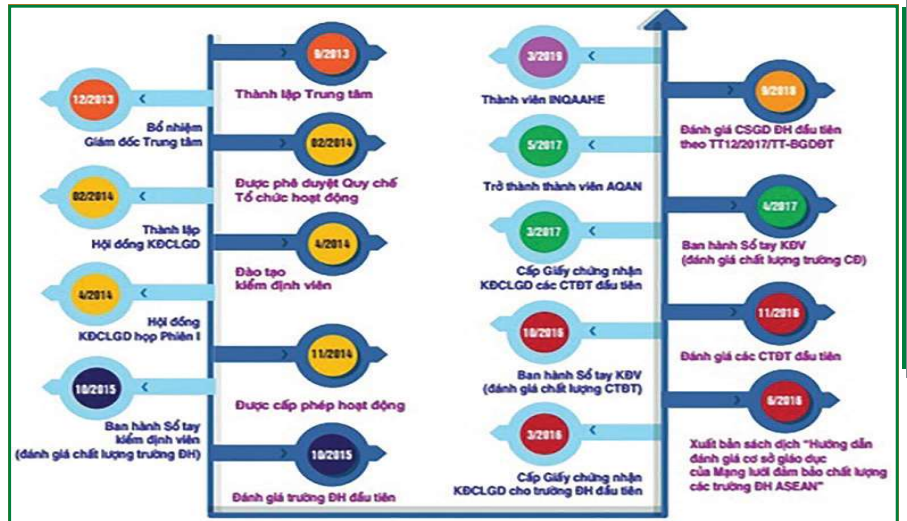 9/2013
Thành lập Trung tâm
12/2013
Bổ nhiệm
Giám đốc Trung tâm
02/2014
Được phê duyệt Quy chế
Tổ chức hoạt động
02/2014
Thành lập
Hội đồng KĐCLGD
4/2014
Đào tạo
kiểm định viên
4/2014
Hội đồng
KĐCLGD họp Phiên I
11/2014
Được cấp phép hoạt động
10/2015
Ban hành Sổ tay
kiểm định viên
(đánh giá chất lượng trường ĐH)
10/2015
Đánh giá trường ĐH đầu tiên
3/2016
Cấp Giấy chứng nhận
KĐCLGD cho trường ĐH đầu tiên
6/2016
Xuất bản sách dịch "Hướng dẫn
đánh giá cơ sở giáo dục
của Mạng lưới đảm bảo chất lượng
các trường ĐH ASEAN"
10/2016
Ban hành Sổ tay KĐV
(đánh giá chất lượng CTĐT)
11/2016
Đánh giá các CTĐT đầu tiên
3/2017
Cấp Giấy chứng nhận
KĐCLGD các CTĐT đầu tiên
4/2017
Ban hành Sổ tay KĐV
(đánh giá chất lượng trường CĐ)
5/2017
Trở thành thành viên AQAN
9/2018
Đánh giá CSGD ĐH đầu tiên
theo TT12/2017/TT-BGDĐT
3/2019
Thành viên INQAAHE